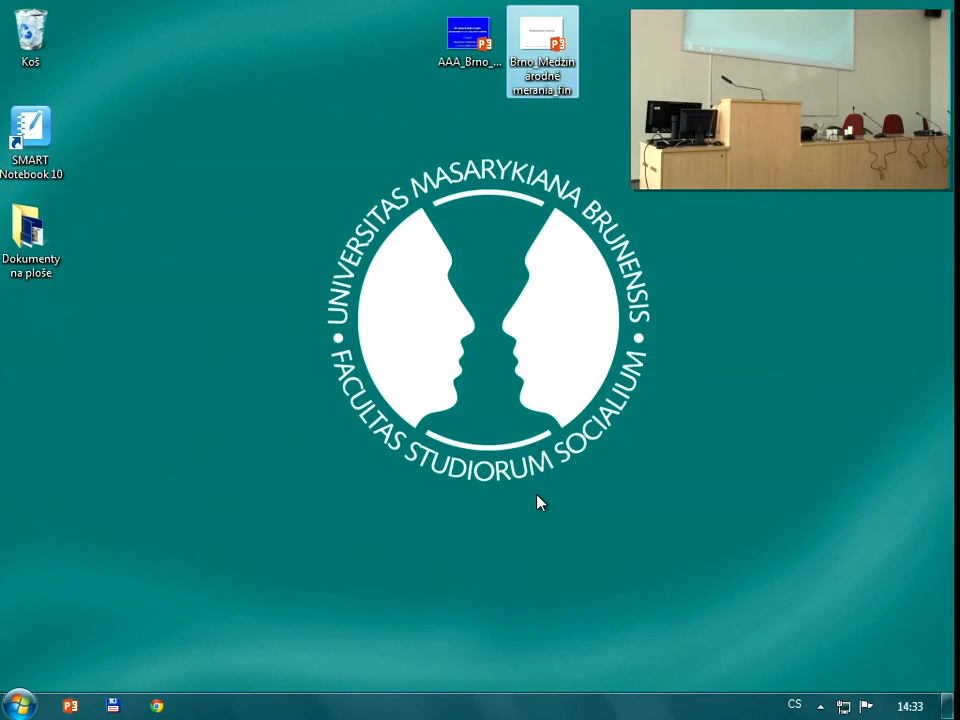 Koš
SMART
Notebook 10
Dokumenty
na ploše
AAA_Brno_...
Brno_Medzin
árodné
merania_fin
• UNIVERSITAS MASARYKIANA BRUNENSIS •
FACULTAS STUDIORUM SOCIALIUM
CS
14:33